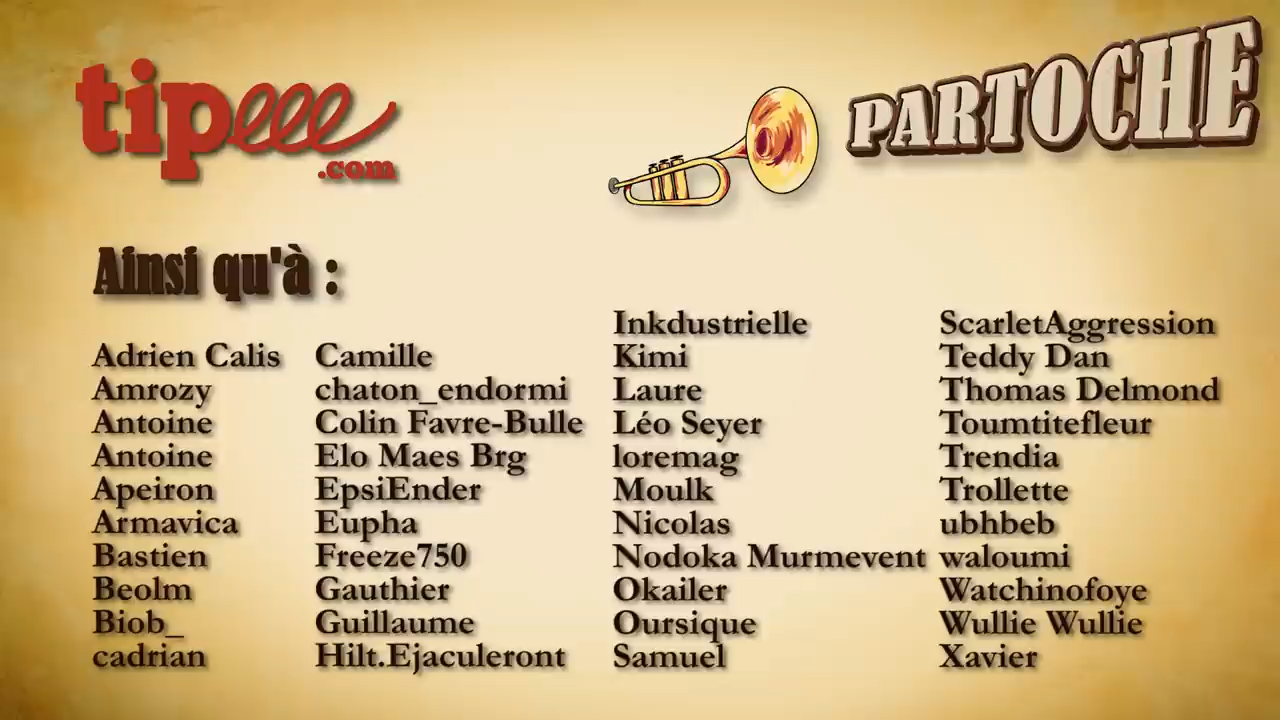 tipeee
.com
PARTOCHE
Ainsi qu'à :
Adrien Calis
Amrozy
Antoine
Antoine
Apeiron
Armavica
Bastien
Beolm
Biob_
cadrian
Camille
chaton_endormi
Colin Favre-Bulle
Elo Maes Brg
EpsiEnder
Eupha
Freeze750
Gauthier
Guillaume
Hilt.Ejaculeront
Inkdustrielle
Kimi
Laure
Léo Seyer
loremag
Moulk
Nicolas
Nodoka Murmevent
Okailer
Oursique
Samuel
ScarletAggression
Teddy Dan
Thomas Delmond
Toumtitefleur
Trendia
Trollette
ubhbeb
waloumi
Watchinofoye
Wullie Wullie
Xavier